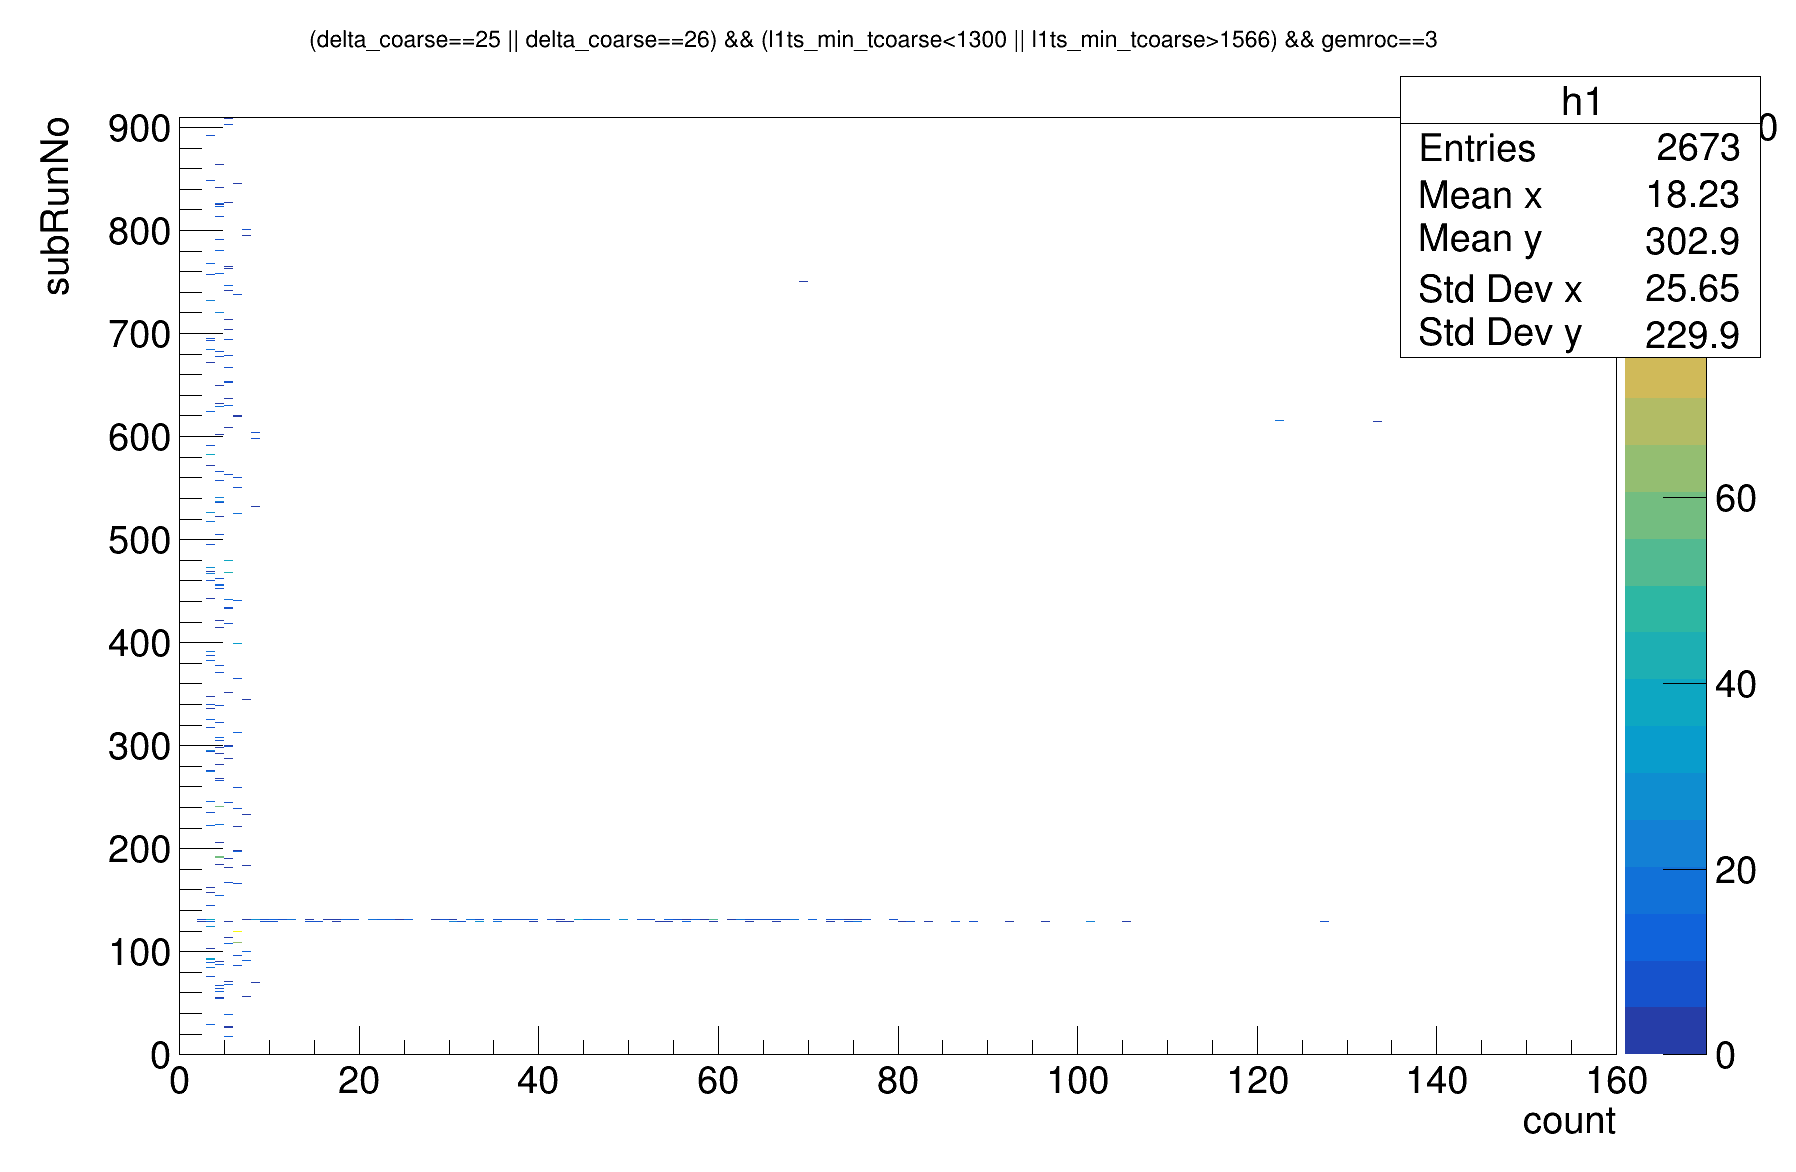 (delta_coarse==25 || delta_coarse==26) && (l1ts_min_tcoarse<1300 || l1ts_min_tcoarse>1566) && gemroc==3
h1
Entries 2673
Mean x 18.23
Mean y 302.9
Std Dev x 25.65
Std Dev y 229.9
subRunNo
900
800
700
600
500
400
300
200
100
0
0 20 40 60 80 100 120 140 160
count
0
60
40
20
0